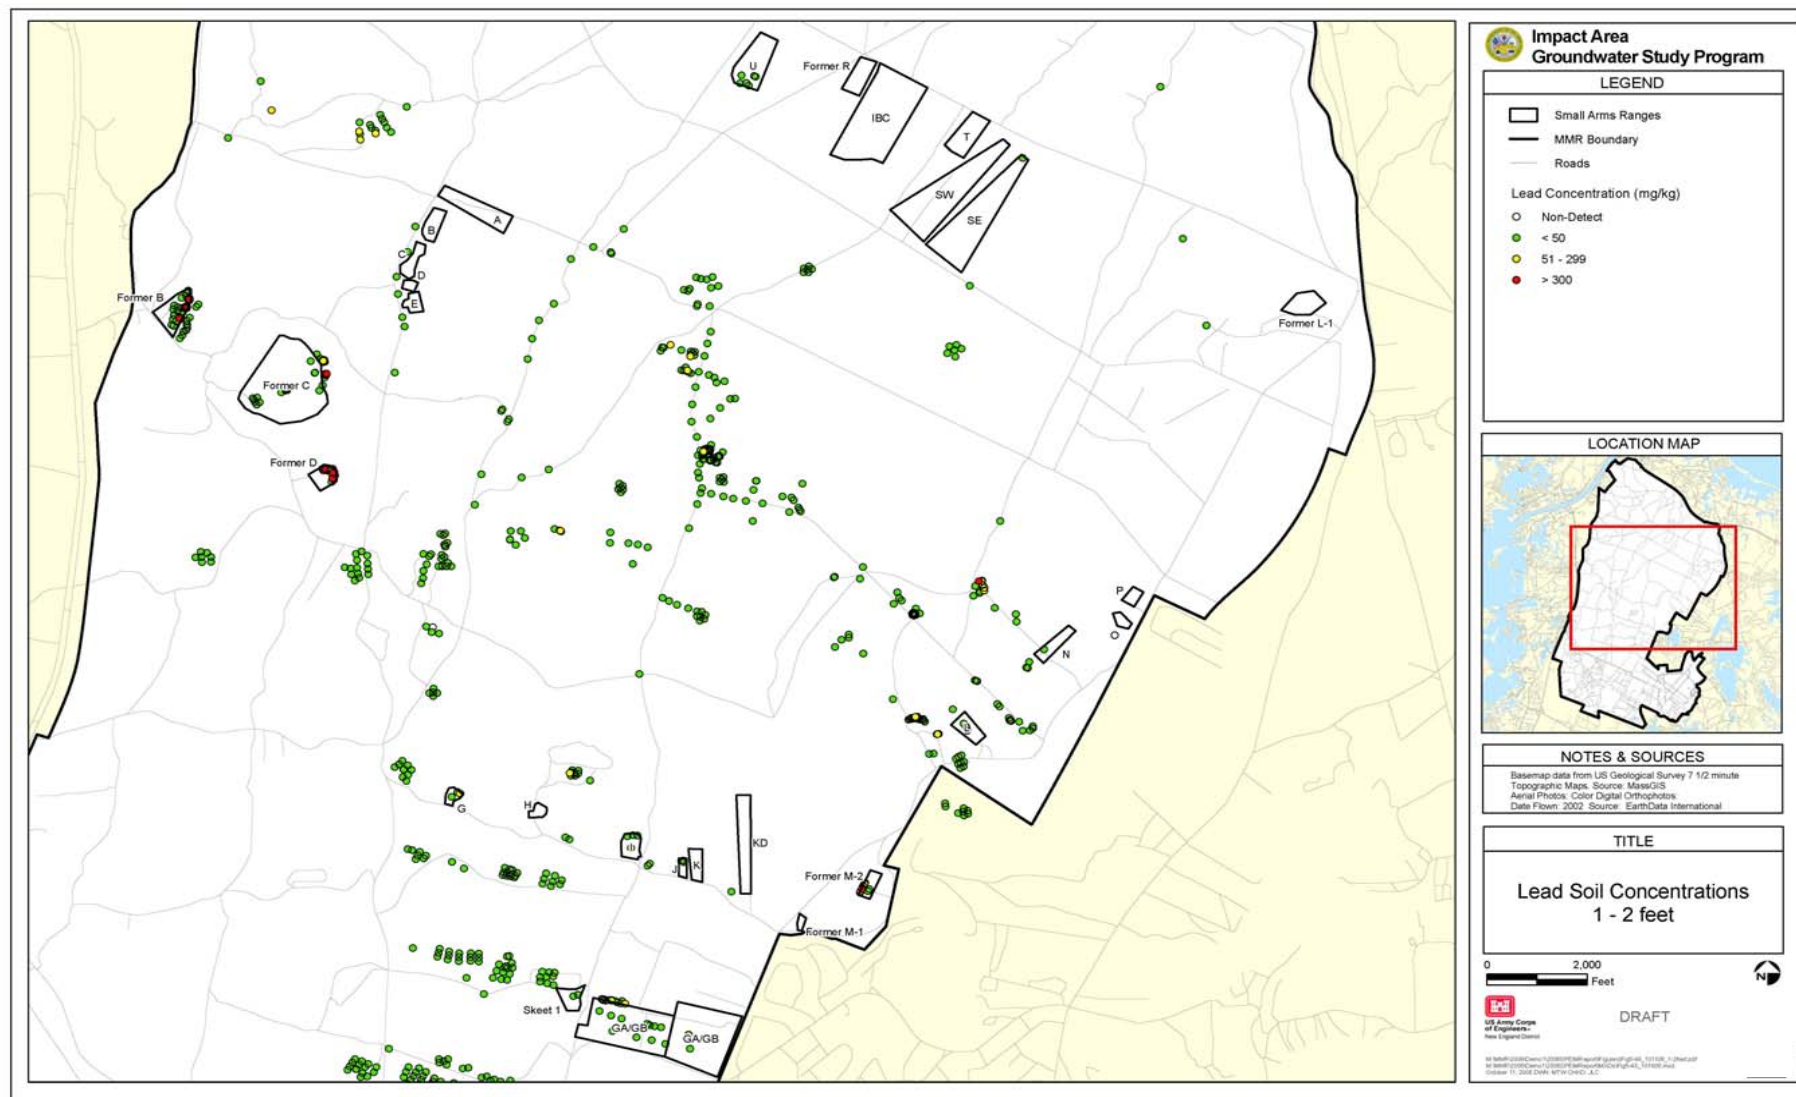 Impact Area
Groundwater Study Program
LEGEND
Small Arms Ranges
MMR Boundary
Roads
Lead Concentration (mg/kg)
Non-Detect
< 50
51 - 299
> 300
LOCATION MAP
NOTES & SOURCES
Basemap data from US Geological Survey 7 1/2 minute
Topographic Maps. Source: MassGIS
Aerial Photos: Color Digital Orthophotos.
Date Flown: 2002 Source: EarthData International
TITLE
Lead Soil Concentrations
1 - 2 feet
0 2,000
Feet
N
US Army Corps
of Engineers
New England District
DRAFT
U
Former R
IBC
T
SW
SE
A
B
C
D
E
Former B
Former C
Former D
Former L-1
P
O
N
G
H
J
K
KD
Former M-2
Former M-1
Skeet 1
GA/GB
GA/GB